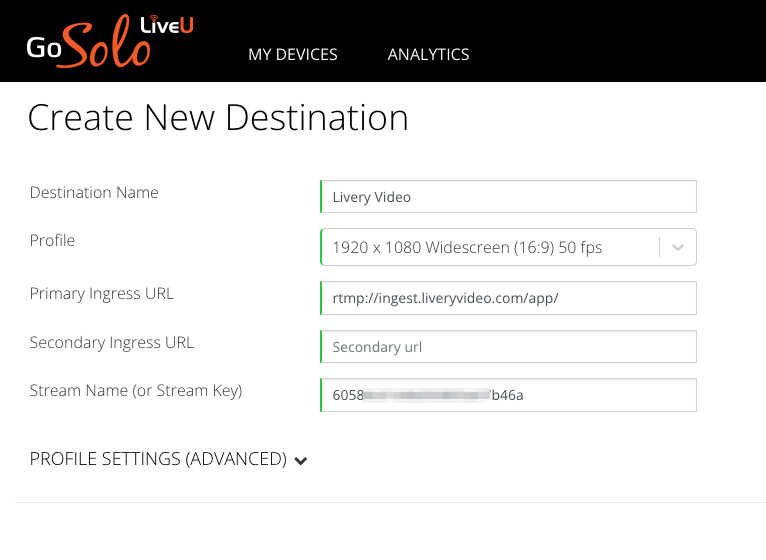 Go Solo LiveU
MY DEVICES ANALYTICS
Create New Destination
Destination Name Livery Video
Profile 1920 x 1080 Widescreen (16:9) 50 fps
Primary Ingress URL rtmp://ingest.liveryvideo.com/app/
Secondary Ingress URL Secondary url
Stream Name (or Stream Key) 6058 b46a
PROFILE SETTINGS (ADVANCED)